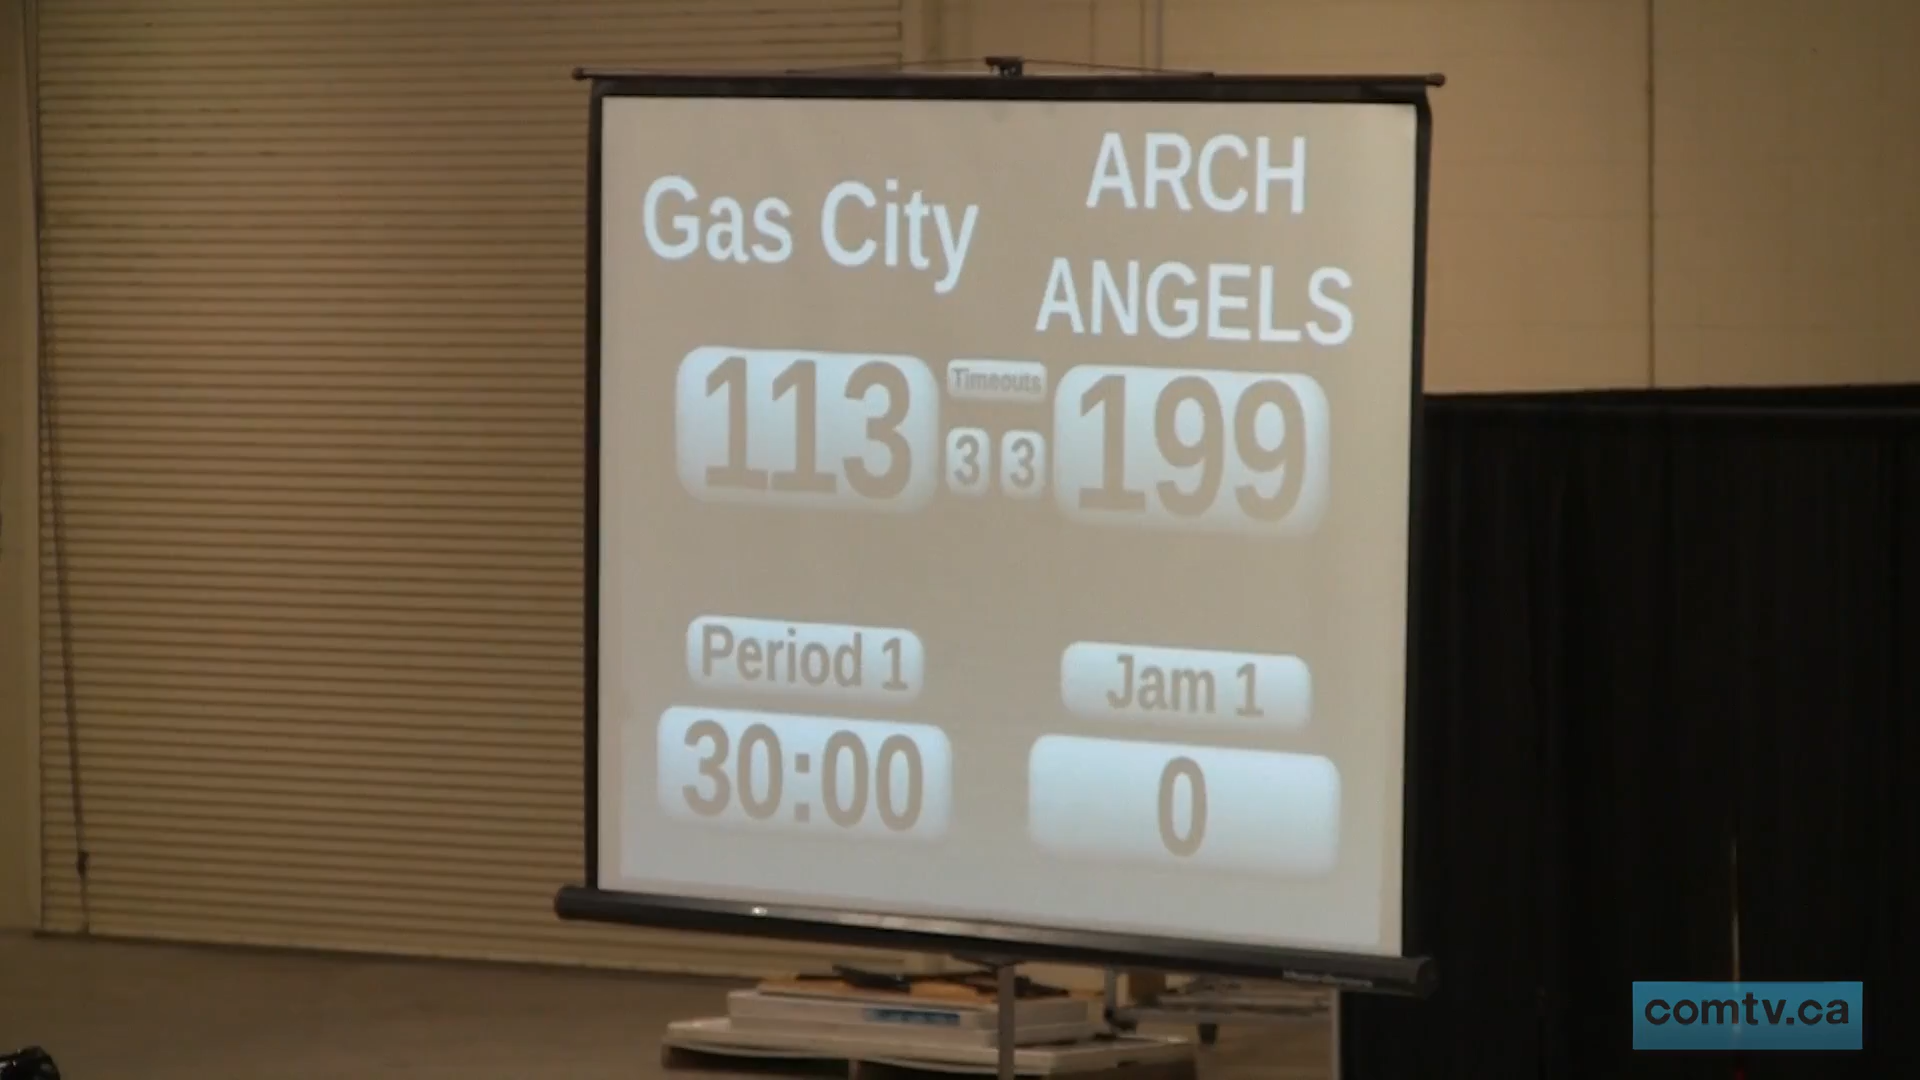 Gas City
ARCH
ANGELS
113
Timeouts
3 3
199
Period 1
Jam 1
30:00
0
comtv.ca